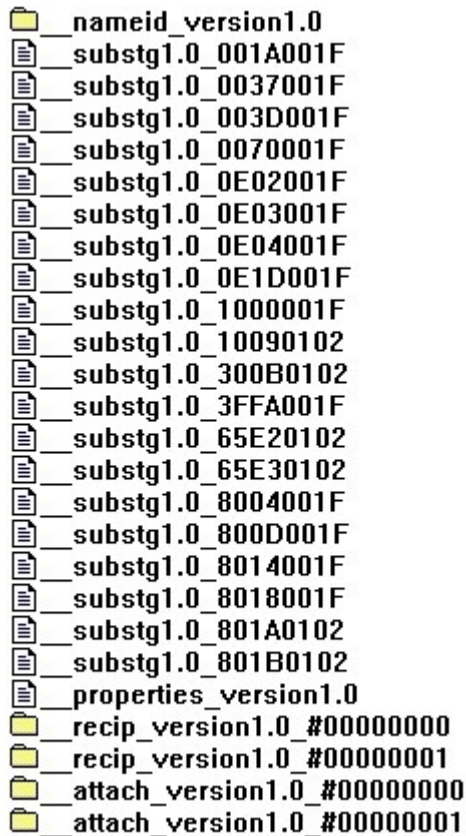 __nameid_version1.0
__substg1.0_001A001F
__substg1.0_0037001F
__substg1.0_003D001F
__substg1.0_0070001F
__substg1.0_0E02001F
__substg1.0_0E03001F
__substg1.0_0E04001F
__substg1.0_0E1D001F
__substg1.0_1000001F
__substg1.0_10090102
__substg1.0_300B0102
__substg1.0_3FFA001F
__substg1.0_65E20102
__substg1.0_65E30102
__substg1.0_8004001F
__substg1.0_800D001F
__substg1.0_8014001F
__substg1.0_8018001F
__substg1.0_801A0102
__substg1.0_801B0102
__properties_version1.0
__recip_version1.0_#00000000
__recip_version1.0_#00000001
__attach_version1.0_#00000000
__attach_version1.0_#00000001